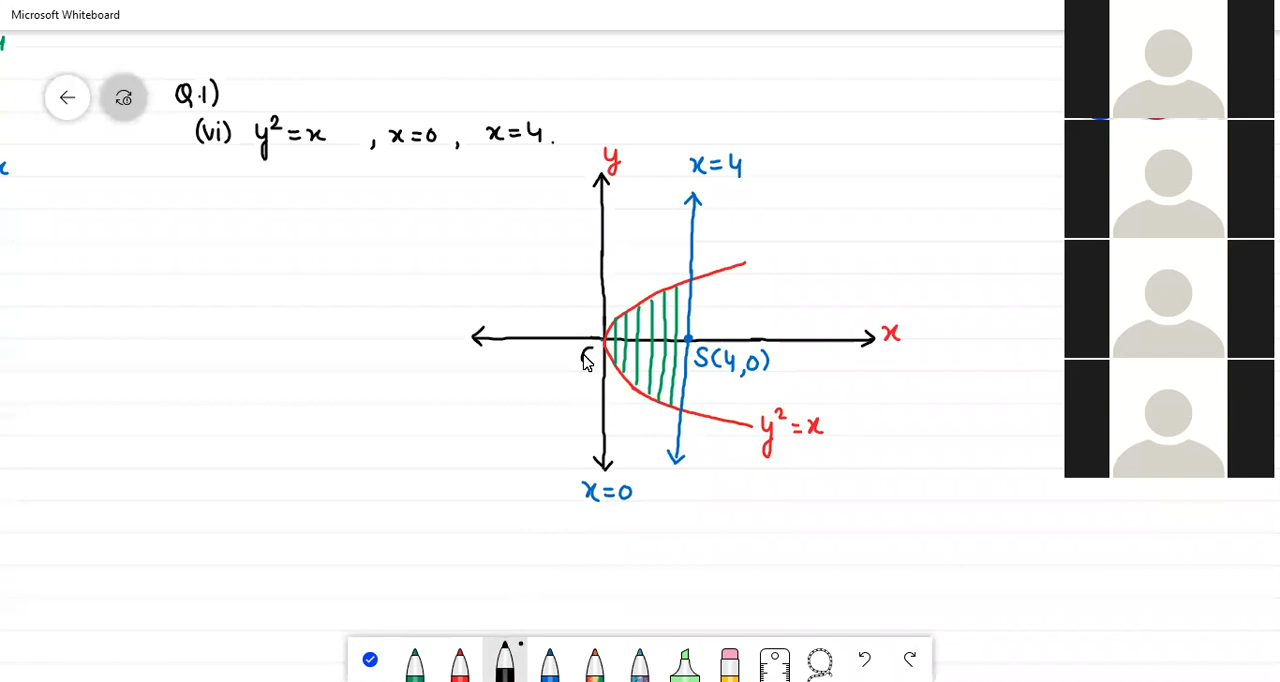 Microsoft Whiteboard
Q.1)
(vi) y² = x , x=0 , x=4.
y
x=4
x
S(4,0)
y² = x
x=0